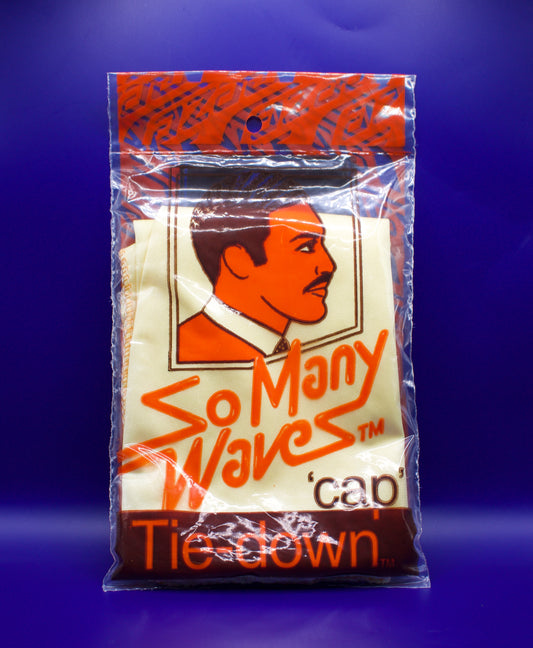 So Many
Waves™
'cap'
Tie-down™